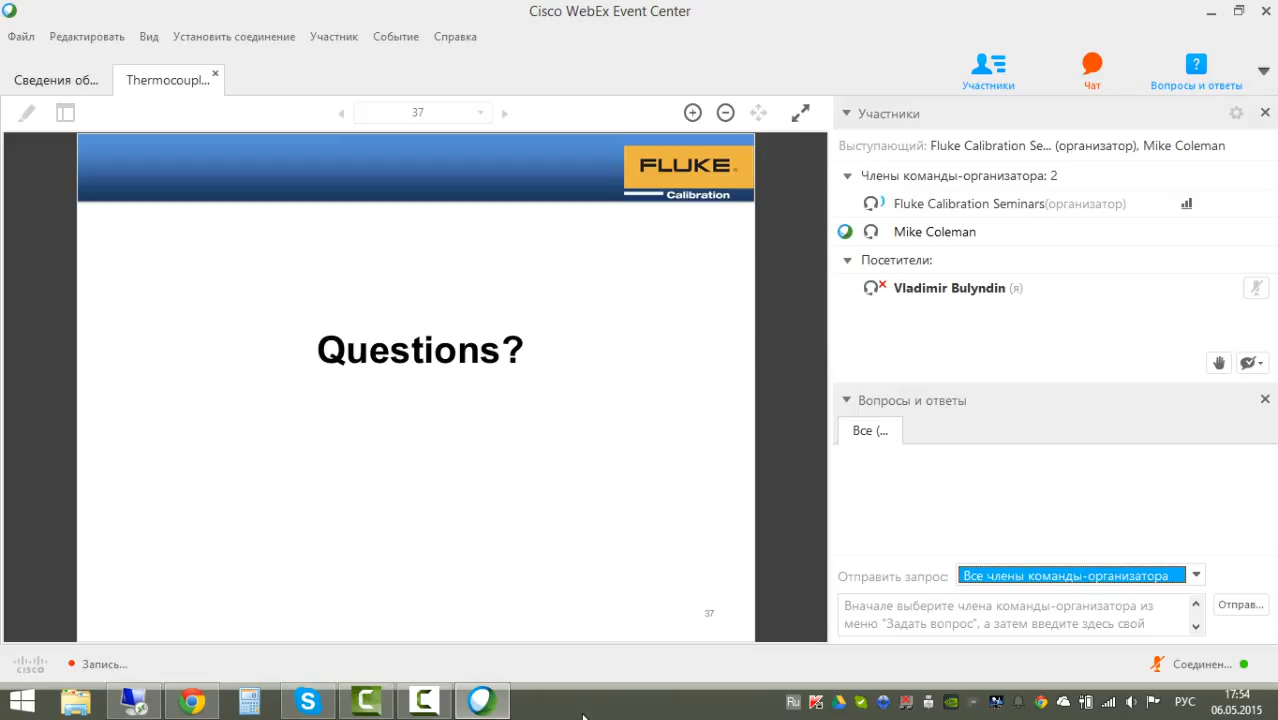 Cisco WebEx Event Center
Файл Редактировать Вид Установить соединение Участник Событие Справка
Сведения об... Thermocoupl...
Участники Чат Вопросы и ответы
37
Участники
FLUKE®
Calibration
Выступающий: Fluke Calibration Se... (организатор), Mike Coleman
Члены команды-организатора: 2
Fluke Calibration Seminars(организатор)
Mike Coleman
Посетители:
Vladimir Bulyndin (я)
Questions?
Вопросы и ответы
Все (...
Отправить запрос: Все члены команды-организатора
Вначале выберите члена команды-организатора из
меню "Задать вопрос", а затем введите здесь свой
Отправ...
37
cisco Запись... Соединен...
Ru РУС 17:54
06.05.2015